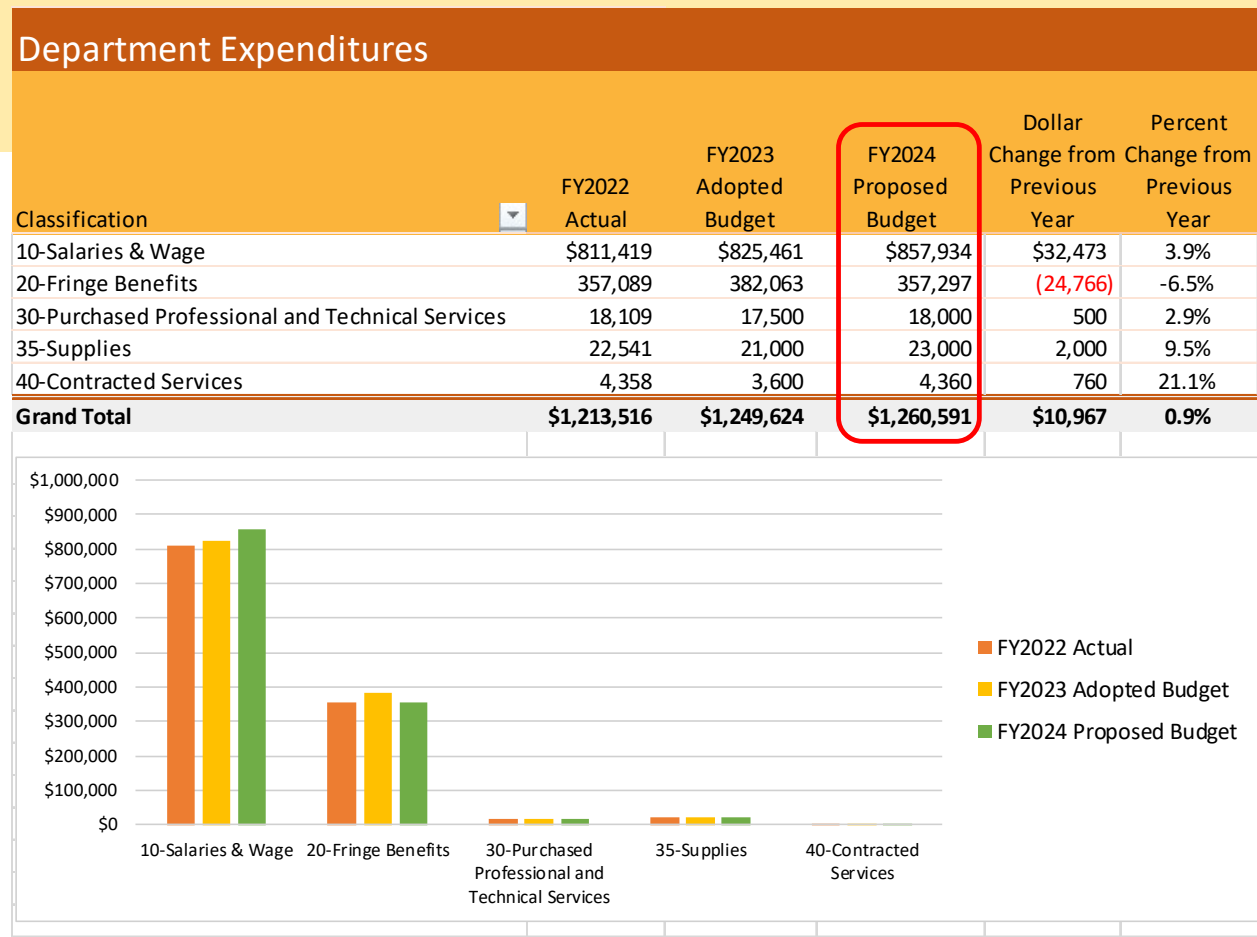 Department Expenditures
Dollar Percent
FY2023 FY2024 Change from Change from
FY2022 Adopted Proposed Previous Previous
Classification Actual Budget Budget Year Year
10-Salaries & Wage $811,419 $825,461 $857,934 $32,473 3.9%
20-Fringe Benefits 357,089 382,063 357,297 (24,766) -6.5%
30-Purchased Professional and Technical Services 18,109 17,500 18,000 500 2.9%
35-Supplies 22,541 21,000 23,000 2,000 9.5%
40-Contracted Services 4,358 3,600 4,360 760 21.1%
Grand Total $1,213,516 $1,249,624 $1,260,591 $10,967 0.9%
$1,000,000
$900,000
$800,000
$700,000
$600,000
$500,000
$400,000
$300,000
$200,000
$100,000
$0
10-Salaries & Wage 20-Fringe Benefits 30-Purchased 35-Supplies 40-Contracted
Professional and Services
Technical Services
FY2022 Actual
FY2023 Adopted Budget
FY2024 Proposed Budget